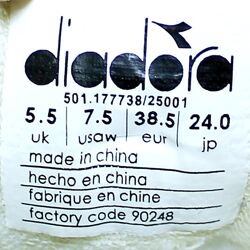 diadora
501.177738/25001
5.5 7.5 38.5 24.0
uk usaw eur jp
made in china
hecho en china
fabrique en chine
factory code 90248